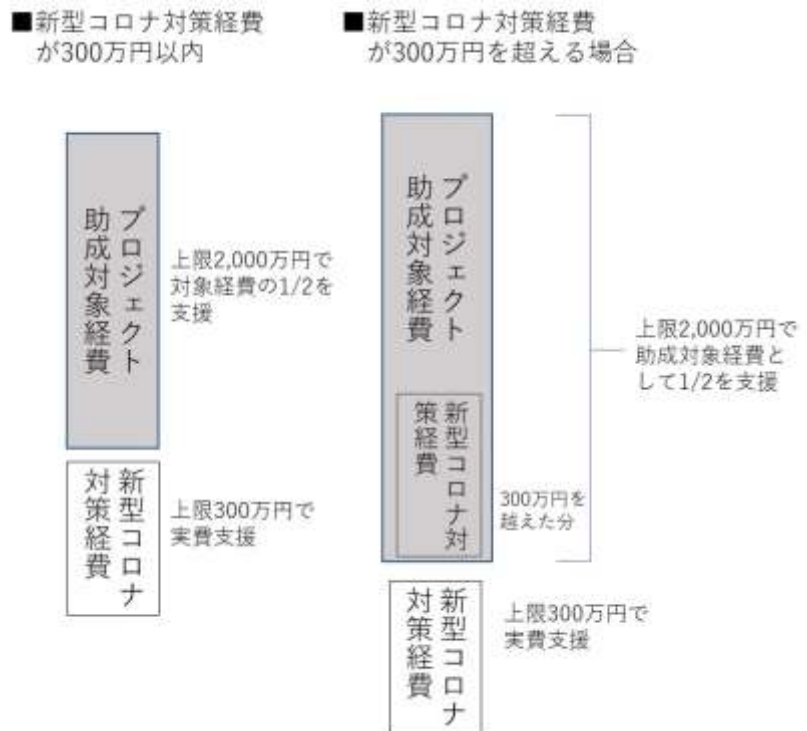 ■新型コロナ対策経費
が300万円以内
プロジェクト
助成対象経費
上限2,000万円で
対象経費の1/2を
支援
新型コロナ
対策経費
上限300万円で
実費支援
■新型コロナ対策経費
が300万円を超える場合
プロジェクト
助成対象経費
新型コロナ対
策経費
300万円を
越えた分
上限2,000万円で
助成対象経費と
して1/2を支援
新型コロナ
対策経費
上限300万円で
実費支援